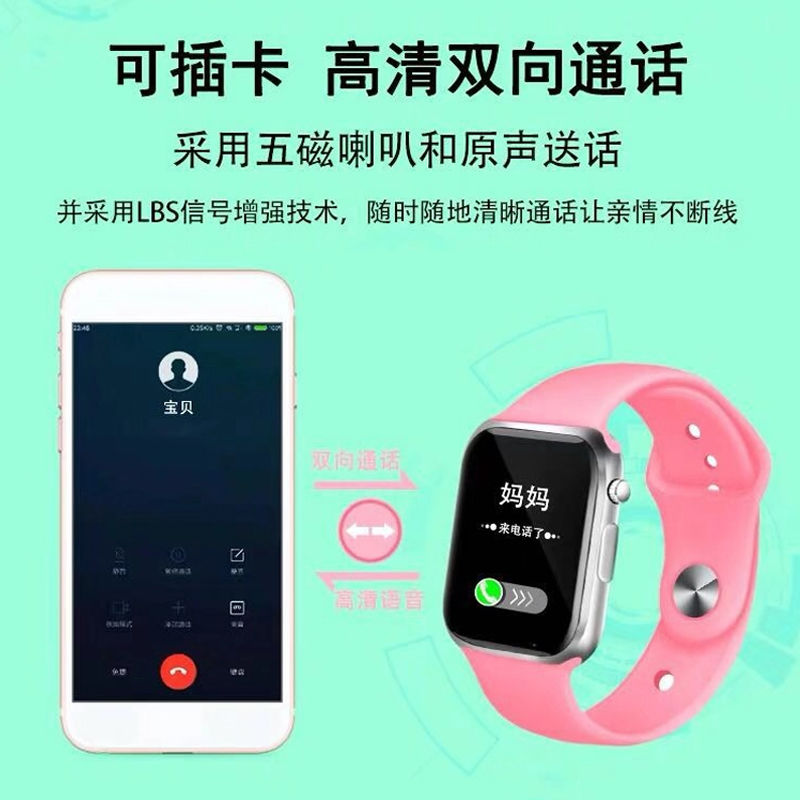 可插卡 高清双向通话
采用五磁喇叭和原声送话
并采用LBS信号增强技术，随时随地清晰通话让亲情不断线
宝贝
双向通话
高清语音
妈妈
来电话了
免提